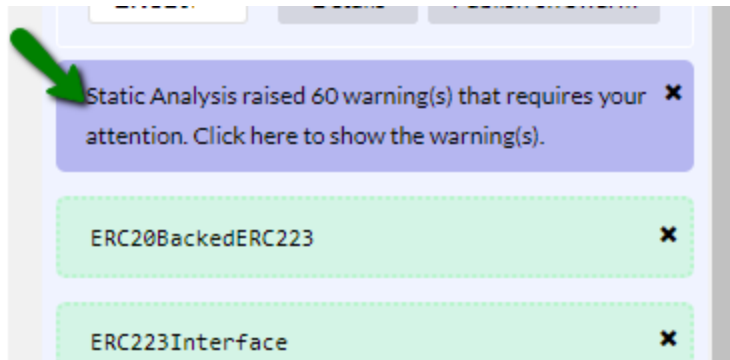 Static Analysis raised 60 warning(s) that requires your
attention. Click here to show the warning(s).
ERC20BackedERC223
ERC223Interface